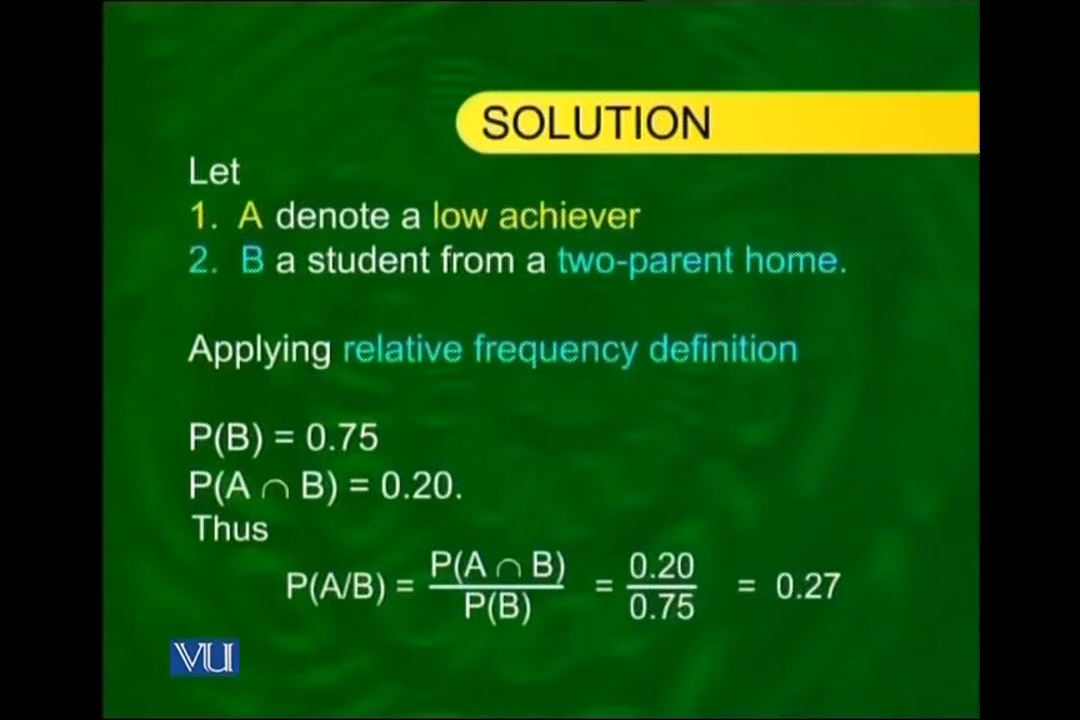 SOLUTION
Let
1. A denote a low achiever
2. B a student from a two-parent home.
Applying relative frequency definition
P(B) = 0.75
P(A ∩ B) = 0.20.
Thus
P(A/B) = P(A ∩ B) / P(B) = 0.20 / 0.75 = 0.27
VU